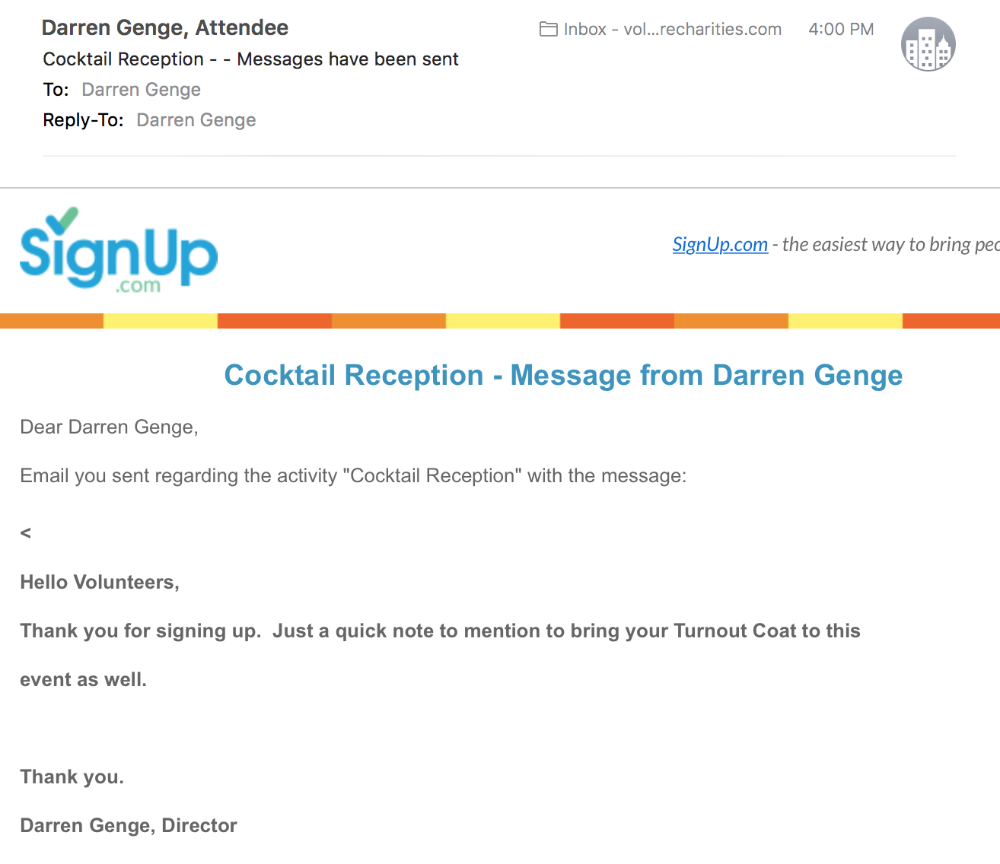 Darren Genge, Attendee
Inbox - vol...recharities.com
4:00 PM
Cocktail Reception - - Messages have been sent
To: Darren Genge
Reply-To: Darren Genge
SignUp
.com
SignUp.com - the easiest way to bring
Cocktail Reception - Message from Darren Genge
Dear Darren Genge,
Email you sent regarding the activity "Cocktail Reception" with the message:
<
Hello Volunteers,
Thank you for signing up.  Just a quick note to mention to bring your Turnout Coat to this
event as well.
Thank you.
Darren Genge, Director